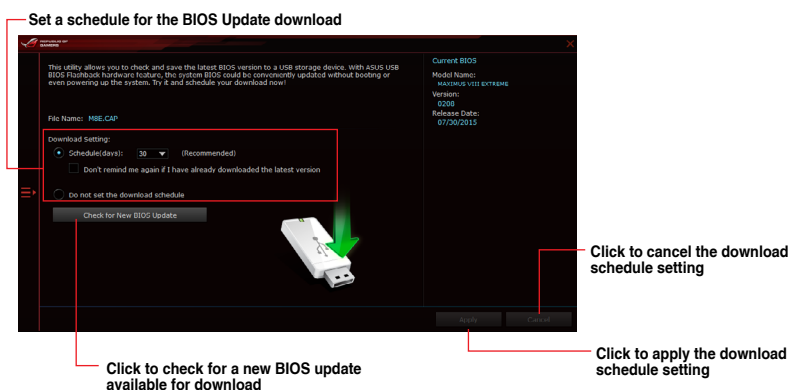 Set a schedule for the BIOS Update download
REPUBLIC OF
GAMERS
This utility allows you to check and save the latest BIOS version to a USB storage device. With ASUS USB
BIOS Flashback hardware feature, the system BIOS could be conveniently updated without booting or
even powering up the system. Try it and schedule your download now!
File Name: M8E.CAP
Download Setting:
Schedule(days): 30 (Recommended)
Don't remind me again if I have already downloaded the latest version
Do not set the download schedule
Check for New BIOS Update
Current BIOS
Model Name:
MAXIMUS VIII EXTREME
Version:
0208
Release Date:
07/30/2015
Apply Cancel
Click to cancel the download
schedule setting
Click to apply the download
schedule setting
Click to check for a new BIOS update
available for download